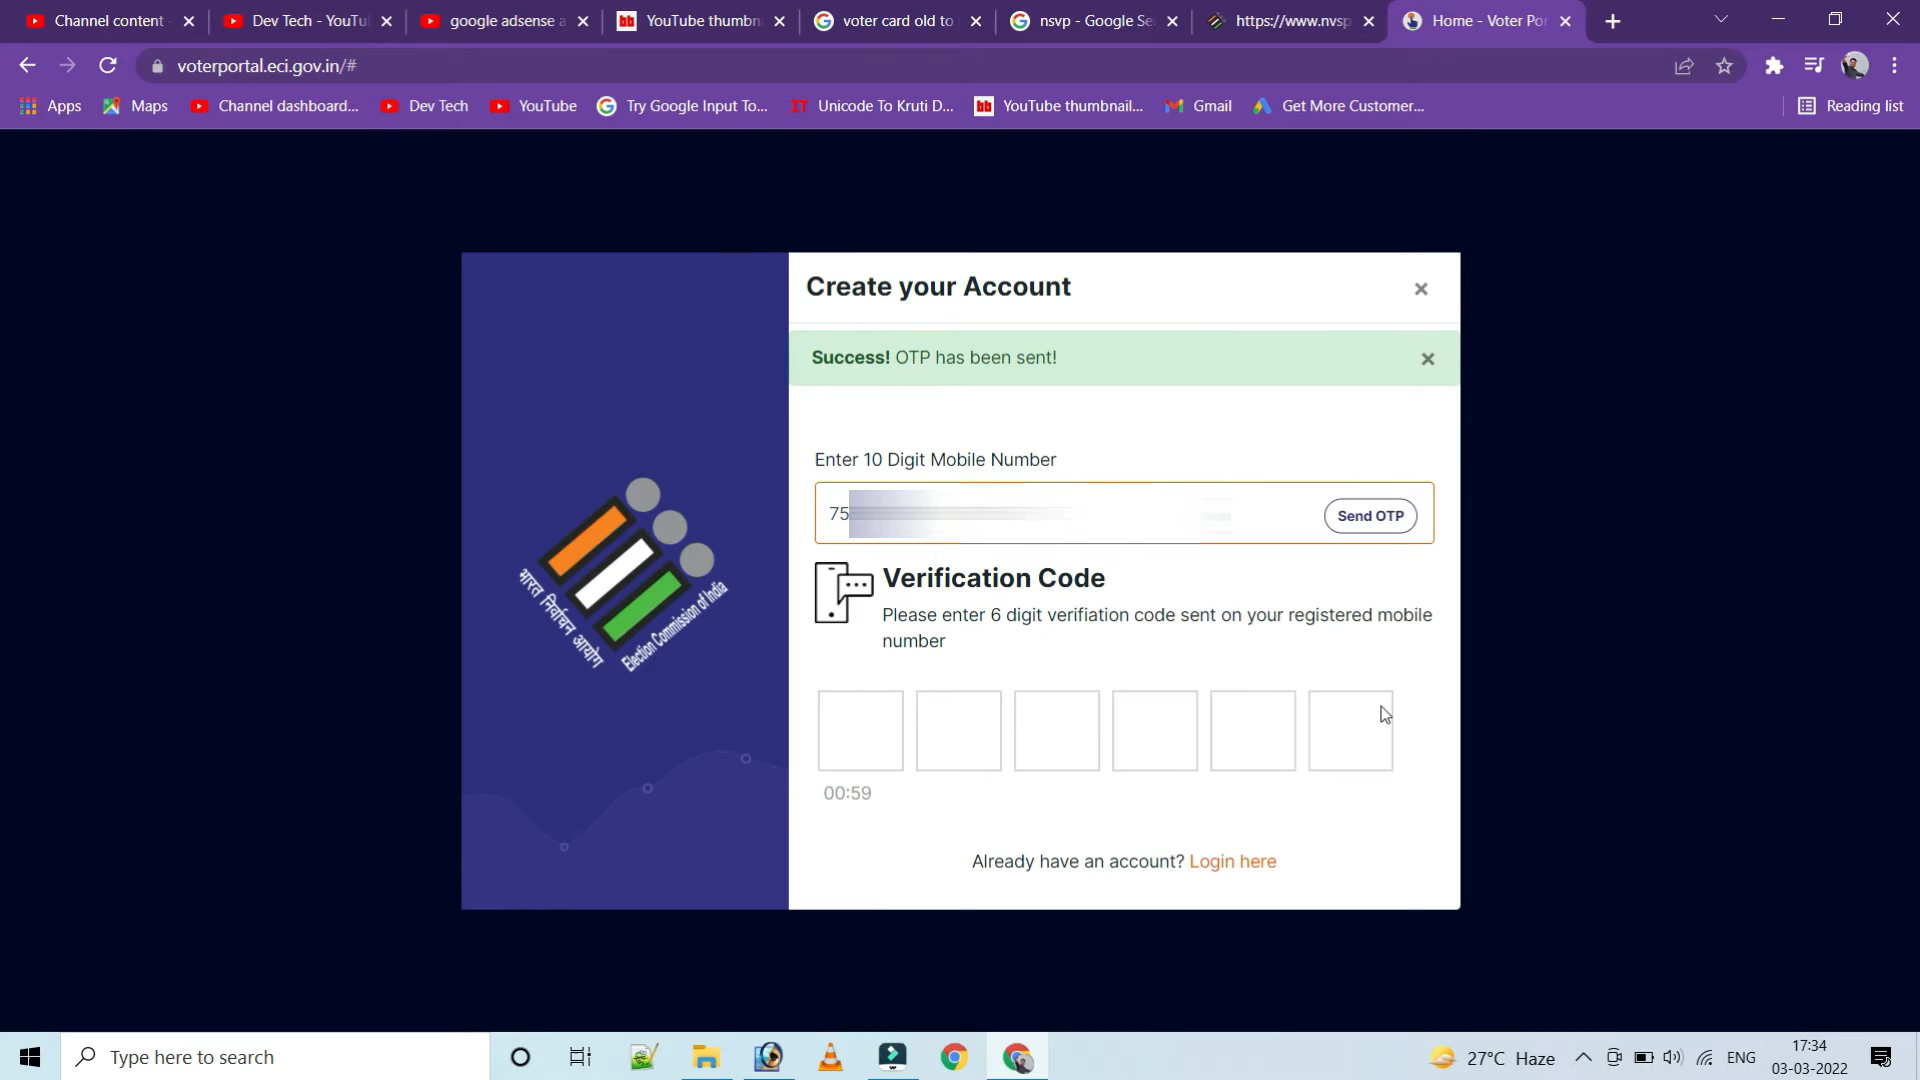 Channel content
Dev Tech - YouTu
google adsense a
YouTube thumbn
voter card old to
nsvp - Google Se
https://www.nvsp
Home - Voter Po
voterportal.eci.gov.in/#
Apps
Maps
Channel dashboard...
Dev Tech
YouTube
Try Google Input To...
Unicode To Kruti D...
YouTube thumbnail...
Gmail
Get More Customer...
Reading list
Create your Account
Success! OTP has been sent!
Enter 10 Digit Mobile Number
75
Send OTP
Verification Code
Please enter 6 digit verifiation code sent on your registered mobile
number
00:59
Already have an account? Login here
भारत निर्वाचन आयोग
Election Commission of India
Type here to search
27°C Haze
ENG
17:34
03-03-2022